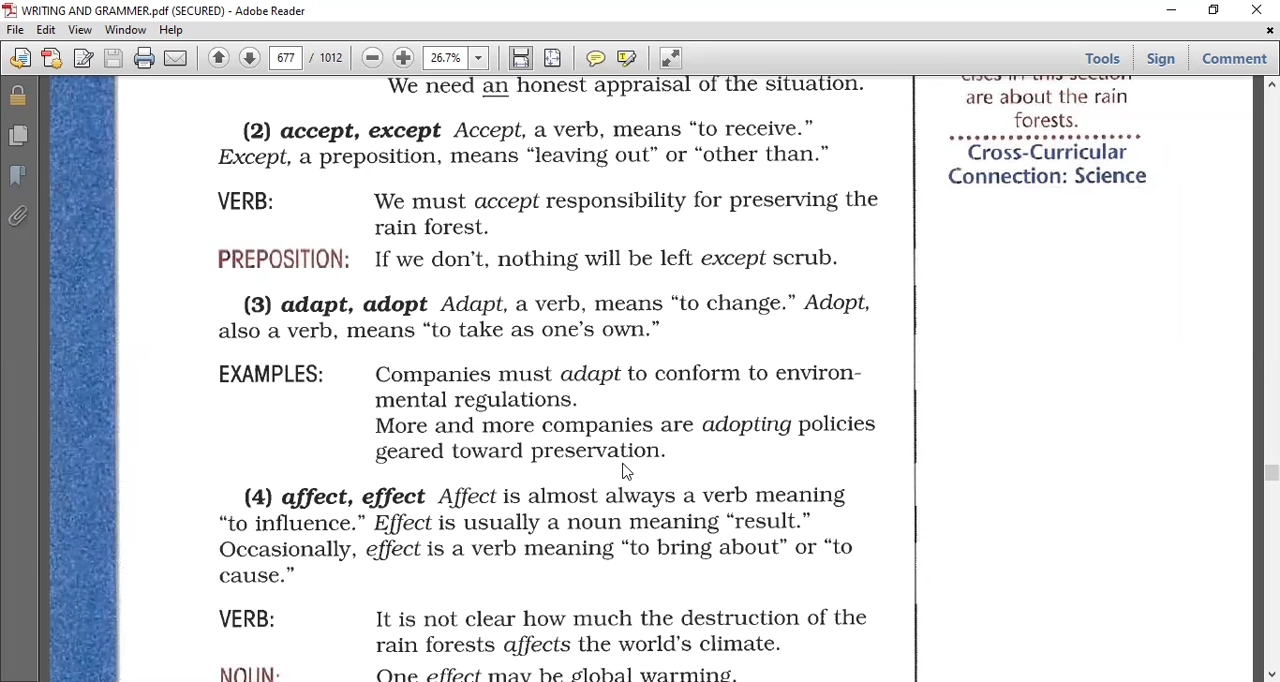 WRITING AND GRAMMER.pdf (SECURED) - Adobe Reader
File Edit View Window Help
677 / 1012 26.7% Tools Sign Comment
We need an honest appraisal of the situation.
(2) accept, except Accept, a verb, means “to receive.”
Except, a preposition, means “leaving out” or “other than.”
VERB: We must accept responsibility for preserving the
rain forest.
PREPOSITION: If we don’t, nothing will be left except scrub.
(3) adapt, adopt Adapt, a verb, means “to change.” Adopt,
also a verb, means “to take as one’s own.”
EXAMPLES: Companies must adapt to conform to environ-
mental regulations.
More and more companies are adopting policies
geared toward preservation.
(4) affect, effect Affect is almost always a verb meaning
“to influence.” Effect is usually a noun meaning “result.”
Occasionally, effect is a verb meaning “to bring about” or “to
cause.”
VERB: It is not clear how much the destruction of the
rain forests affects the world’s climate.
NOUN: One effect may be global warming.
cises in this section
are about the rain
forests.
Cross-Curricular
Connection: Science